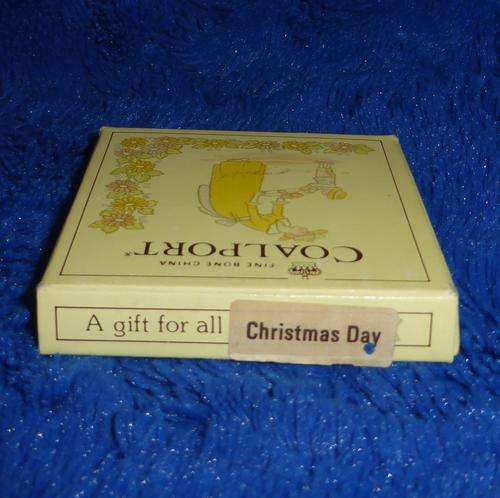 COALPORT
FINE BONE CHINA
A gift for all
Christmas Day